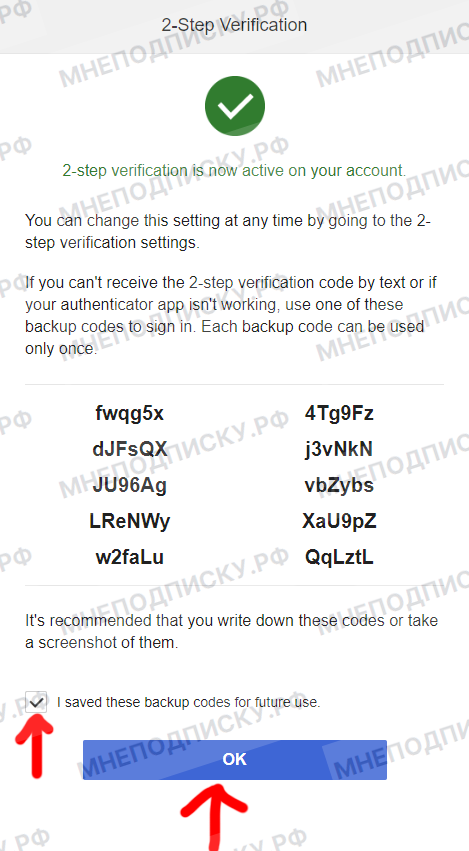 2-Step Verification
2-step verification is now active on your account.
You can change this setting at any time by going to the 2-
step verification settings.
If you can't receive the 2-step verification code by text or if
your authenticator app isn't working, use one of these
backup codes to sign in. Each backup code can be used
only once.
fwqg5x 4Tg9Fz
dJFsQX j3vNkN
JU96Ag vbZybs
LReNWy XaU9pZ
w2faLu QqLztL
It's recommended that you write down these codes or take
a screenshot of them.
I saved these backup codes for future use.
OK
МНЕПОДПИСКУ.РФ